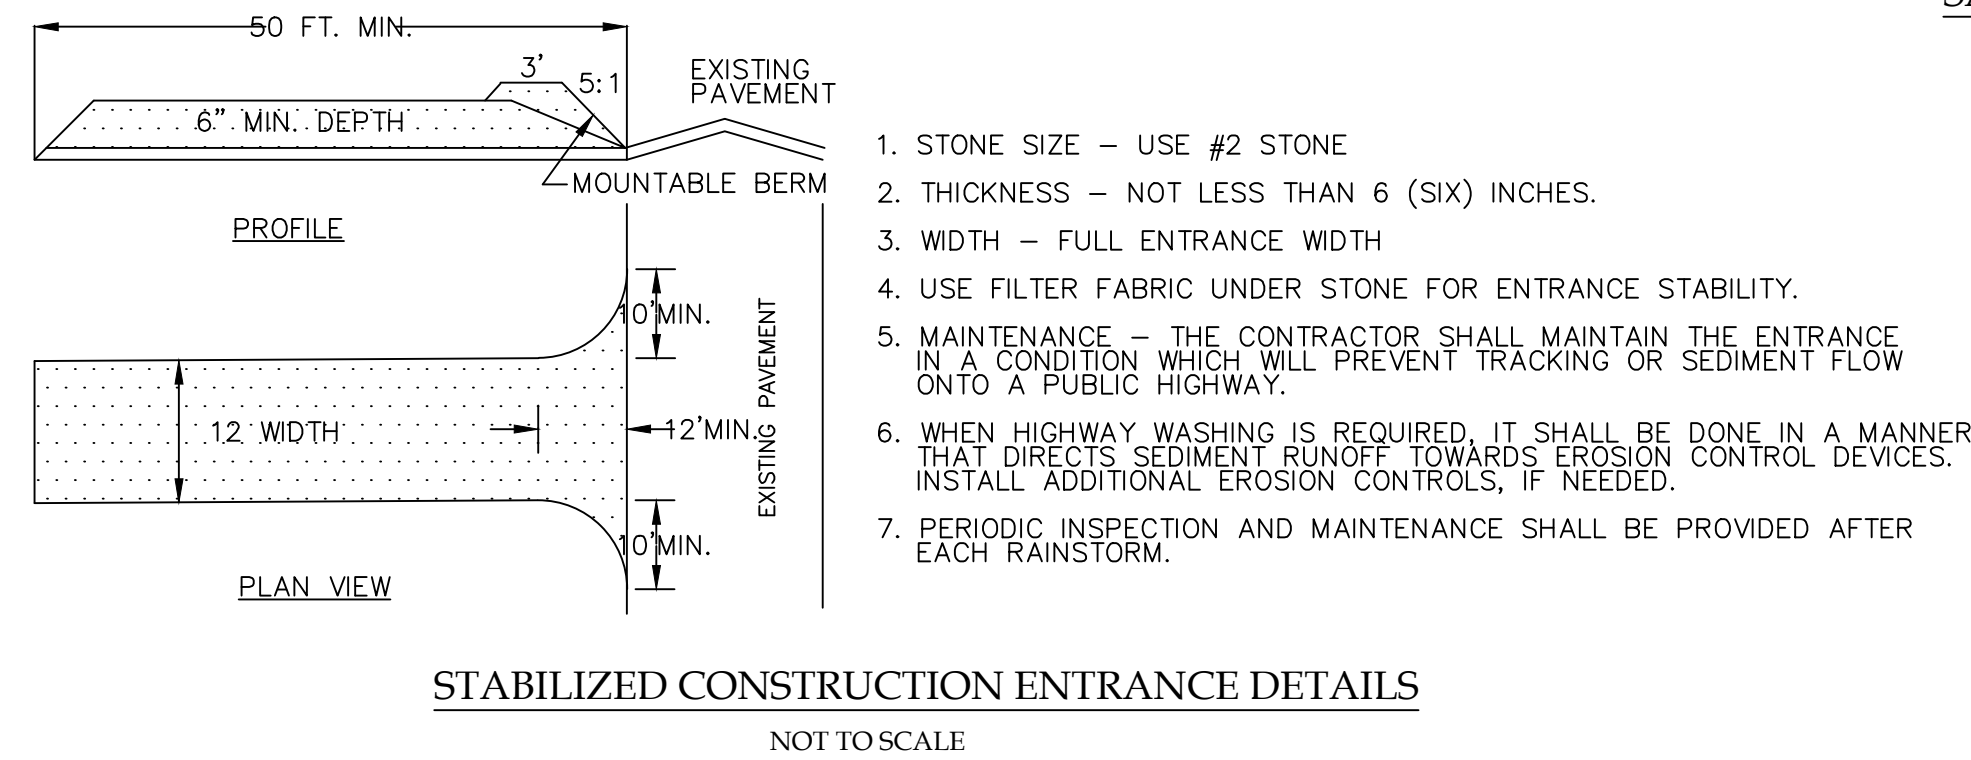 50 FT. MIN.
3'
5:1
EXISTING
PAVEMENT
6" MIN. DEPTH
MOUNTABLE BERM
PROFILE
10'MIN.
12 WIDTH
12'MIN.
EXISTING PAVEMENT
10'MIN.
PLAN VIEW
1. STONE SIZE – USE #2 STONE
2. THICKNESS – NOT LESS THAN 6 (SIX) INCHES.
3. WIDTH – FULL ENTRANCE WIDTH
4. USE FILTER FABRIC UNDER STONE FOR ENTRANCE STABILITY.
5. MAINTENANCE – THE CONTRACTOR SHALL MAINTAIN THE ENTRANCE
IN A CONDITION WHICH WILL PREVENT TRACKING OR SEDIMENT FLOW
ONTO A PUBLIC HIGHWAY.
6. WHEN HIGHWAY WASHING IS REQUIRED, IT SHALL BE DONE IN A MANNER
THAT DIRECTS SEDIMENT RUNOFF TOWARDS EROSION CONTROL DEVICES.
INSTALL ADDITIONAL EROSION CONTROLS, IF NEEDED.
7. PERIODIC INSPECTION AND MAINTENANCE SHALL BE PROVIDED AFTER
EACH RAINSTORM.
STABILIZED CONSTRUCTION ENTRANCE DETAILS
NOT TO SCALE